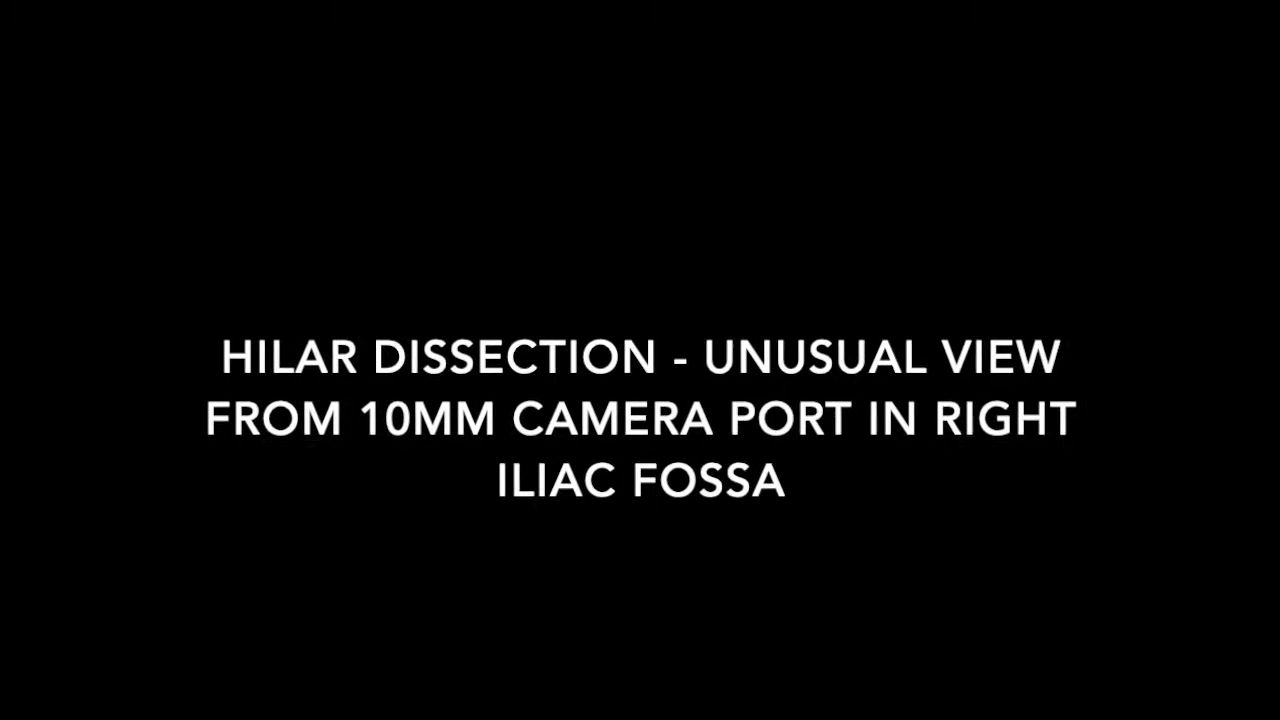 HILAR DISSECTION - UNUSUAL VIEW
FROM 10MM CAMERA PORT IN RIGHT
ILIAC FOSSA